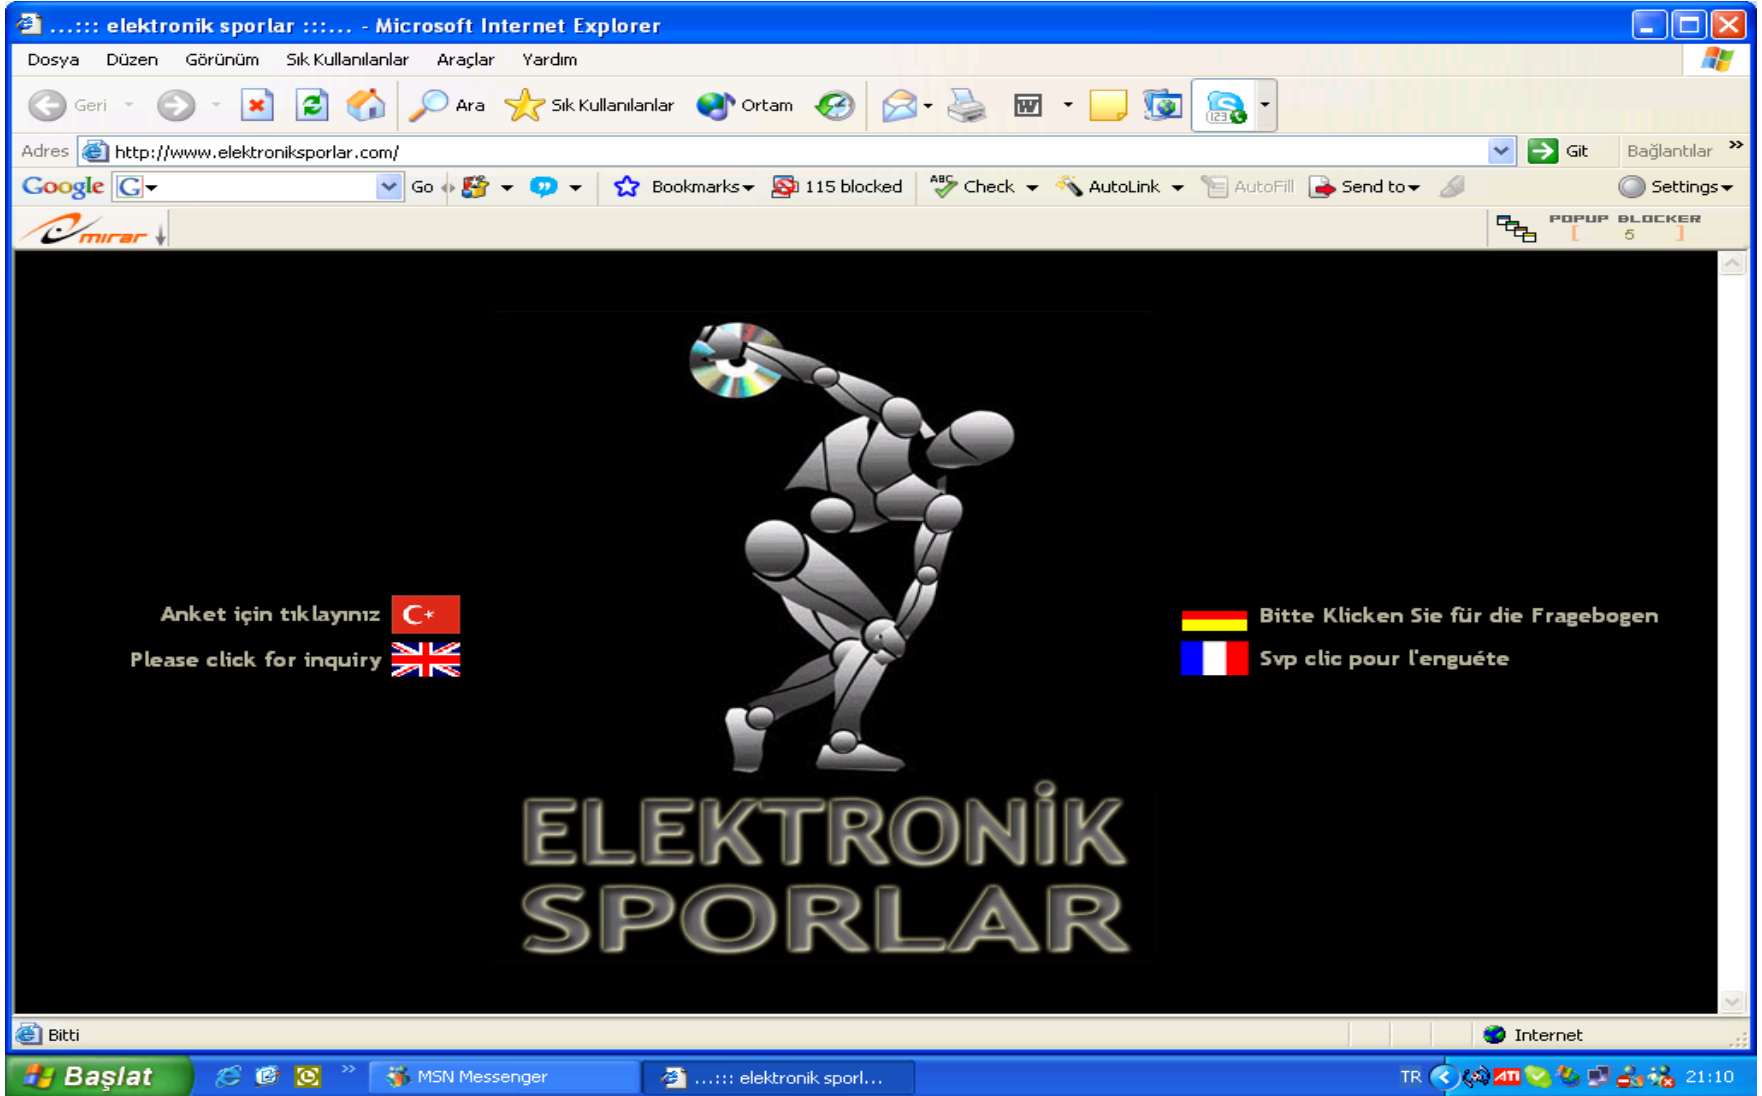 ...::: elektronik sporlar :::... - Microsoft Internet Explorer
Dosya Düzen Görünüm Sık Kullanılanlar Araçlar Yardım
Geri Ara Sık Kullanılanlar Ortam
Adres http://www.elektroniksporlar.com/ Git Bağlantılar »
Google G Go Bookmarks 115 blocked ABC Check AutoLink AutoFill Send to Settings
mirar POPUP BLOCKER
[ 5 ]
Anket için tıklayınız
Please click for inquiry
Bitte Klicken Sie für die Fragebogen
Svp clic pour l'enguéte
ELEKTRONİK
SPORLAR
Bitti Internet
Başlat » MSN Messenger ...::: elektronik sporl... TR ATI 21:10